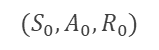 (S₀, A₀, R₀)